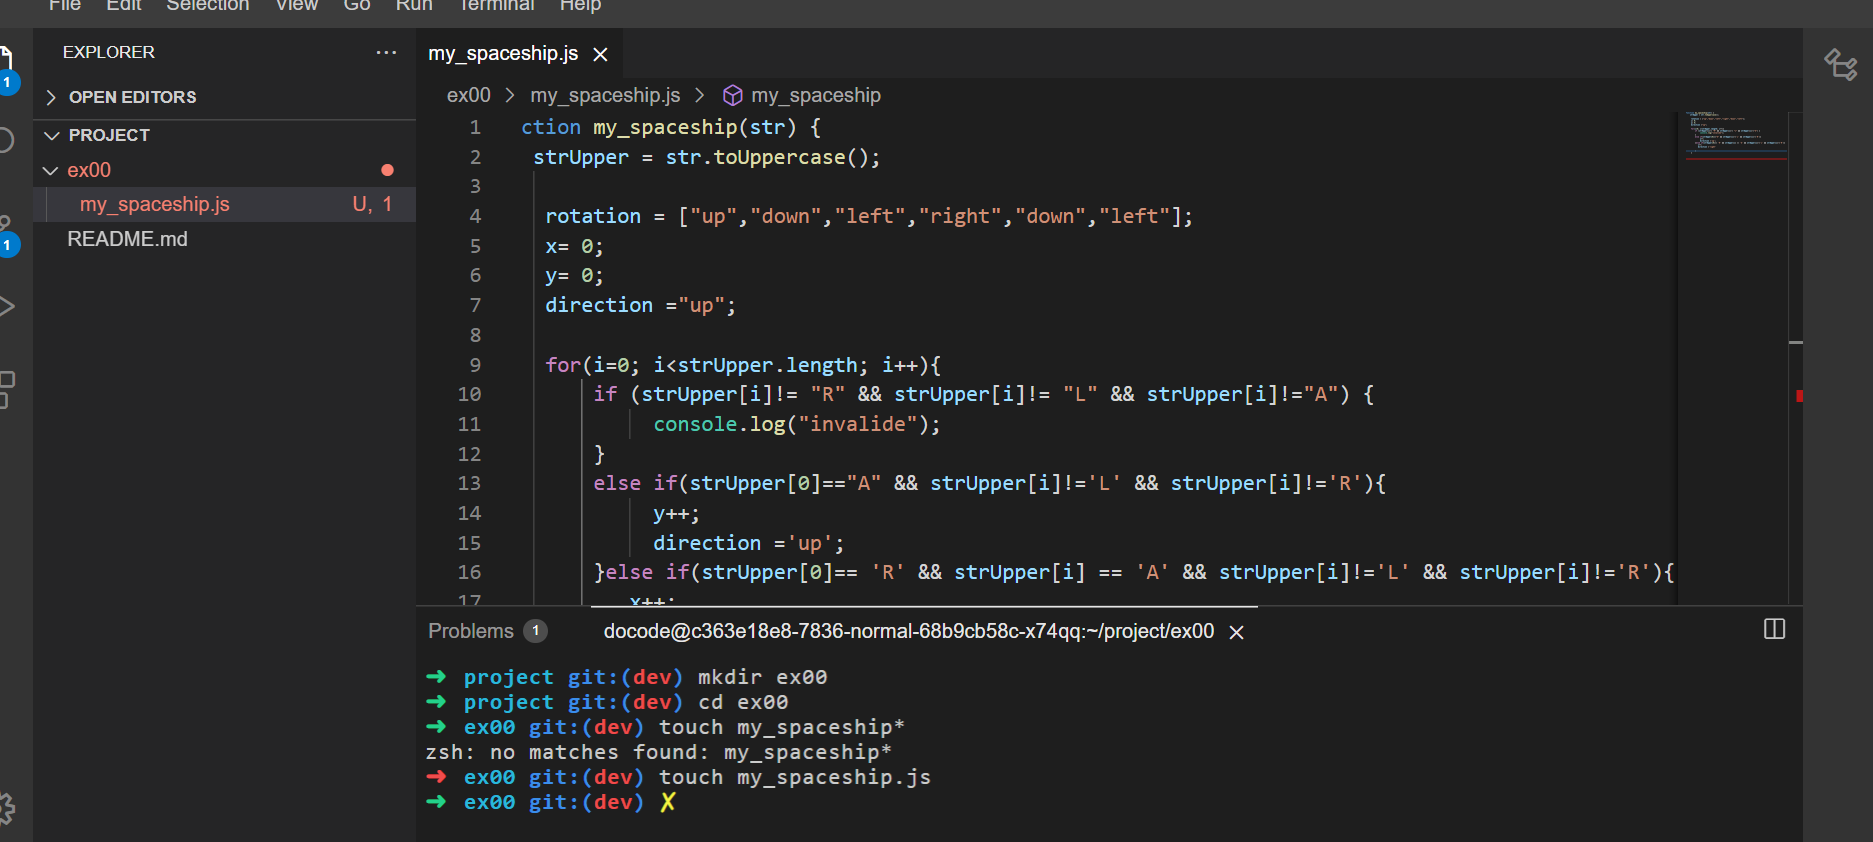 File Edit Selection View Go Run Terminal Help
EXPLORER ···
my_spaceship.js ×
1
OPEN EDITORS
ex00 > my_spaceship.js > my_spaceship
PROJECT
ex00
my_spaceship.js U, 1
README.md
1
1 ction my_spaceship(str) {
2 strUpper = str.toUppercase();
3
4 rotation = ["up","down","left","right","down","left"];
5 x= 0;
6 y= 0;
7 direction ="up";
8
9 for(i=0; i<strUpper.length; i++){
10 if (strUpper[i]!= "R" && strUpper[i]!= "L" && strUpper[i]!="A") {
11 console.log("invalide");
12 }
13 else if(strUpper[0]=="A" && strUpper[i]!='L' && strUpper[i]!='R'){
14 y++;
15 direction ='up';
16 }else if(strUpper[0]== 'R' && strUpper[i] == 'A' && strUpper[i]!='L' && strUpper[i]!='R'){
17 x++;
Problems 1 docode@c363e18e8-7836-normal-68b9cb58c-x74qq:~/project/ex00 ×
➜ project git:(dev) mkdir ex00
➜ project git:(dev) cd ex00
➜ ex00 git:(dev) touch my_spaceship*
zsh: no matches found: my_spaceship*
➜ ex00 git:(dev) touch my_spaceship.js
➜ ex00 git:(dev) ✗